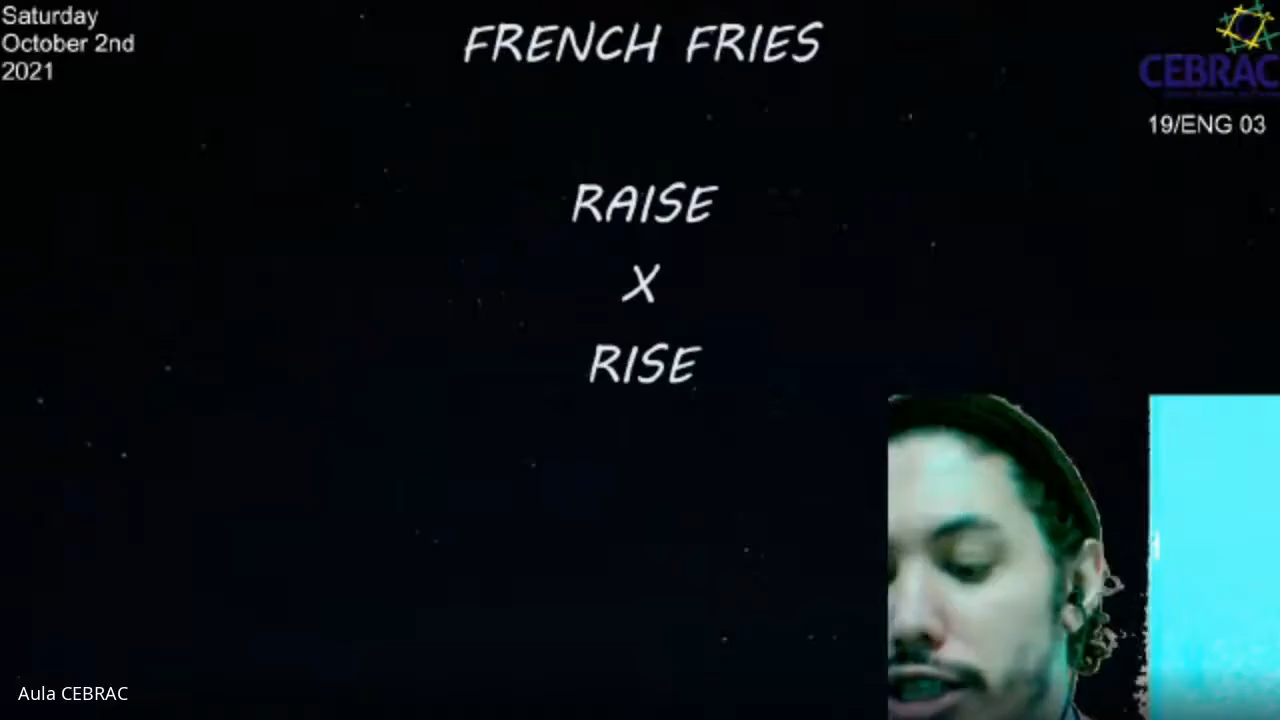 Saturday
October 2nd
2021
FRENCH FRIES
CEBRAC
19/ENG 03
RAISE
X
RISE
Aula CEBRAC